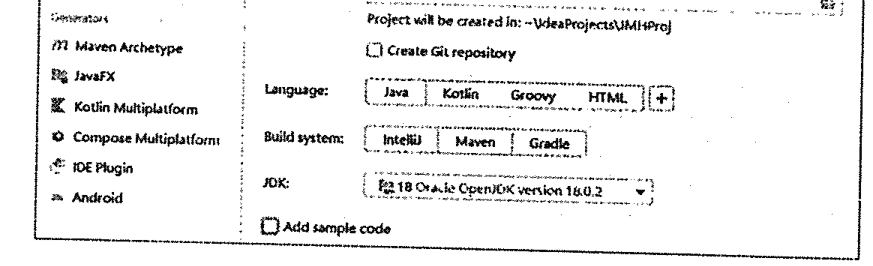 Project will be created in: ~\IdeaProjects\JMHProj
Create Git repository
Language: Java Kotlin Groovy HTML +
Build system: IntelliJ Maven Gradle
JDK: 18 Oracle OpenJDK version 18.0.2
Add sample code
Generators
Maven Archetype
JavaFX
Kotlin Multiplatform
Compose Multiplatform
IDE Plugin
Android